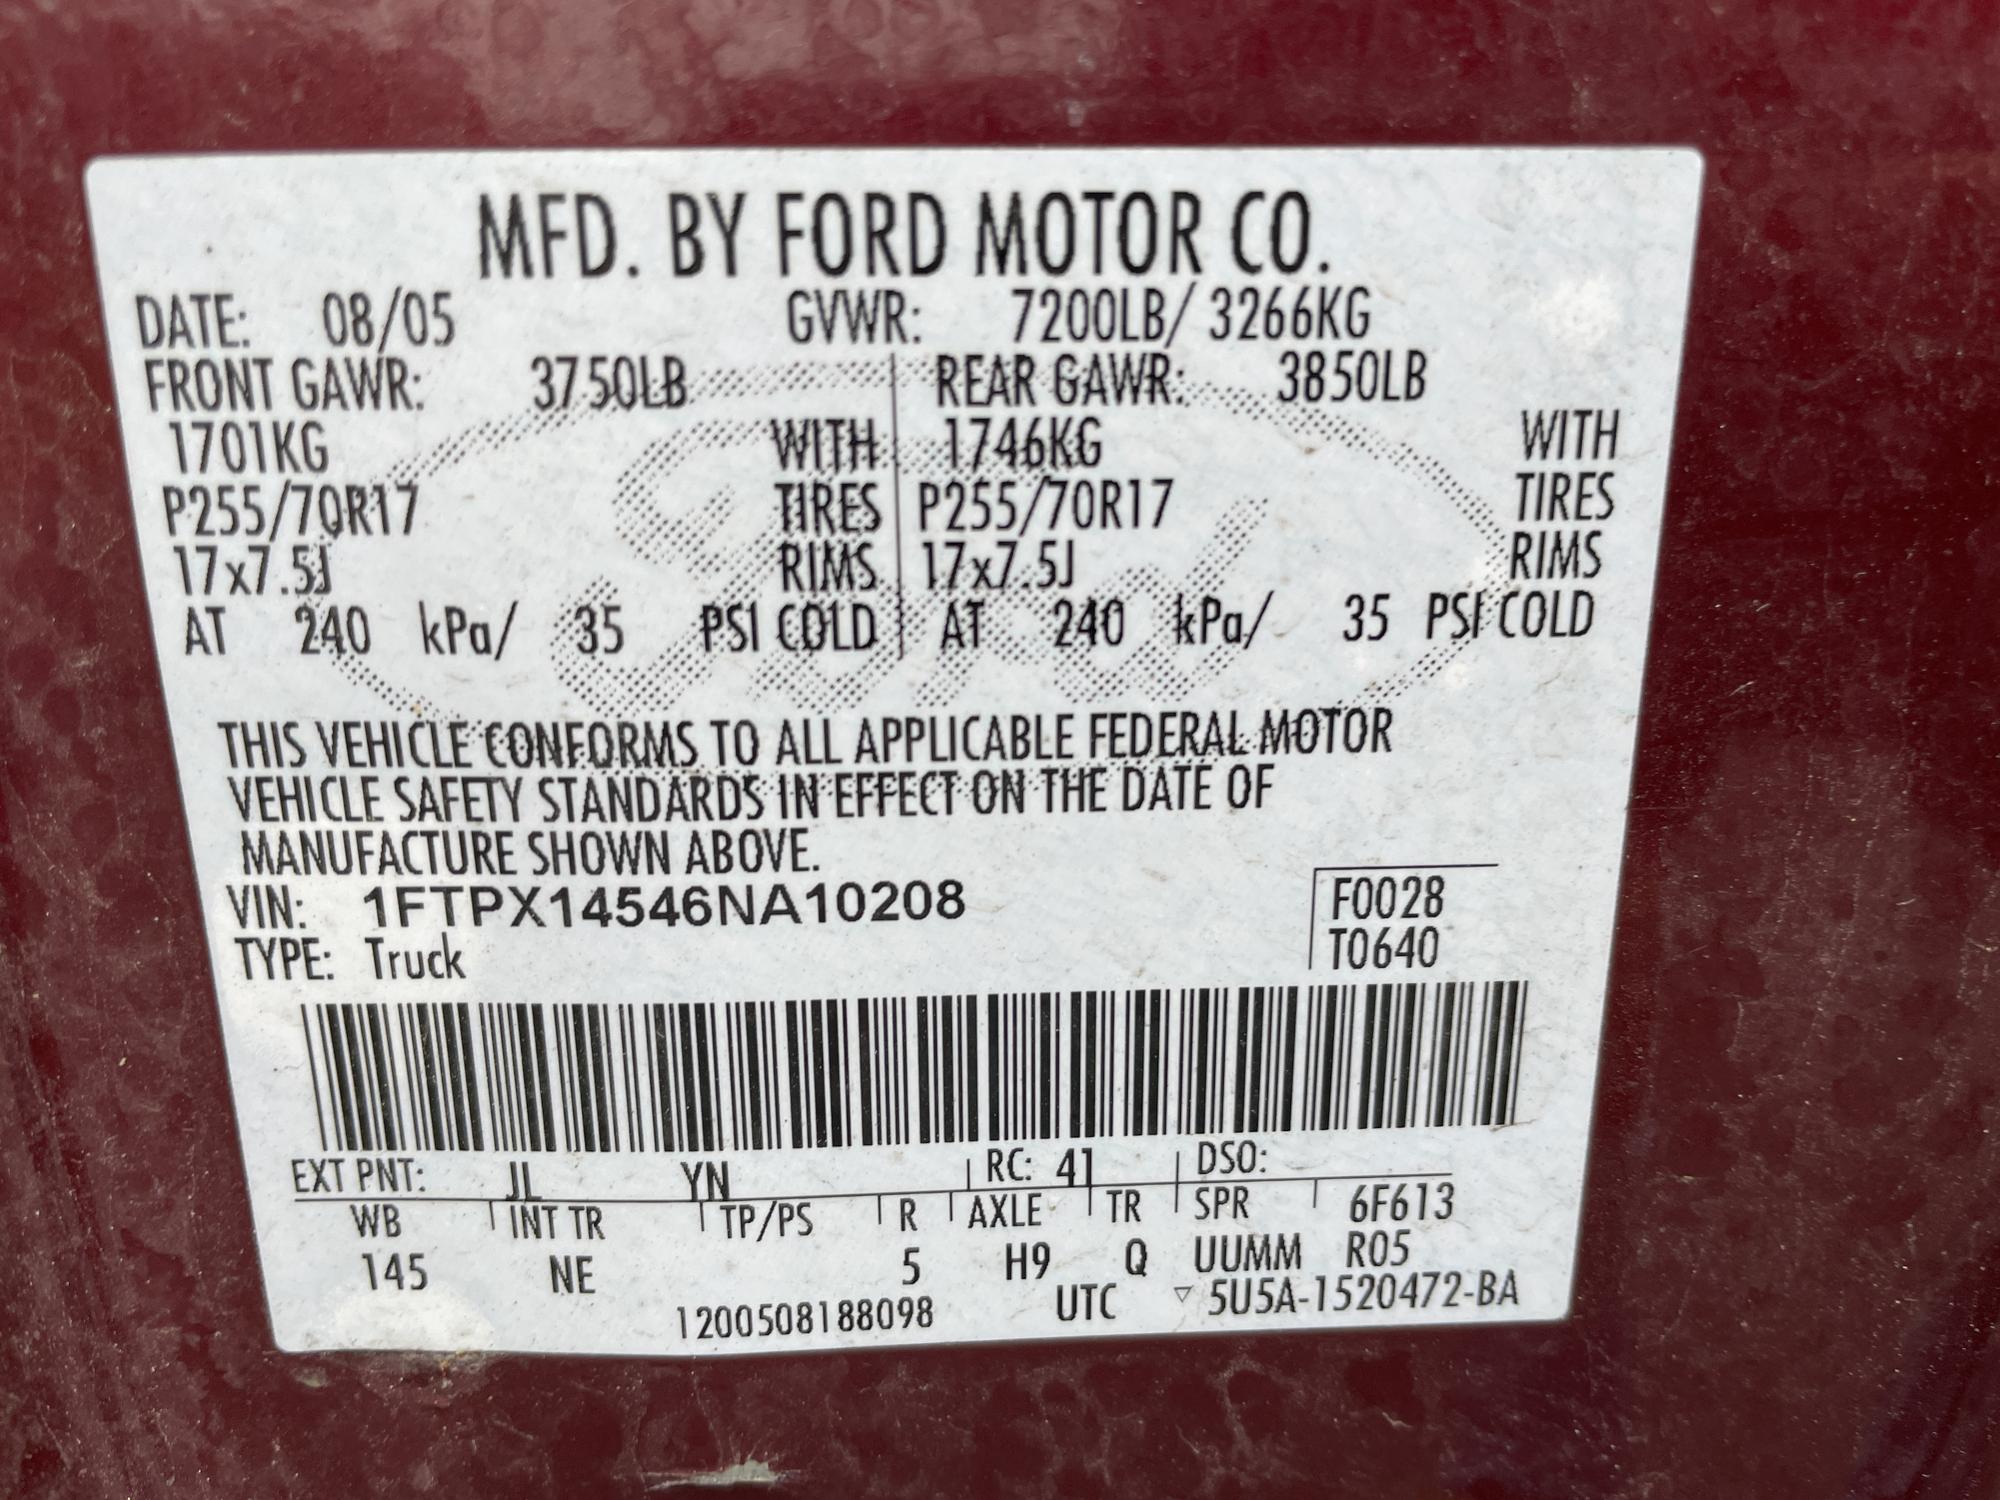 MFD. BY FORD MOTOR CO.
DATE: 08/05 GVWR: 7200LB/ 3266KG
FRONT GAWR: 3750LB REAR GAWR: 3850LB
1701KG WITH 1746KG WITH
P255/70R17 TIRES P255/70R17 TIRES
17x7.5J RIMS 17x7.5J RIMS
AT 240 kPa/ 35 PSI COLD AT 240 kPa/ 35 PSI COLD
THIS VEHICLE CONFORMS TO ALL APPLICABLE FEDERAL MOTOR
VEHICLE SAFETY STANDARDS IN EFFECT ON THE DATE OF
MANUFACTURE SHOWN ABOVE.
VIN: 1FTPX14546NA10208 F0028
TYPE: Truck T0640
EXT PNT: JL YN RC: 41 DSO:
WB INT TR TP/PS R AXLE TR SPR 6F613
145 NE 5 H9 Q UUMM R05
1200508188098 UTC ▽ 5U5A-1520472-BA